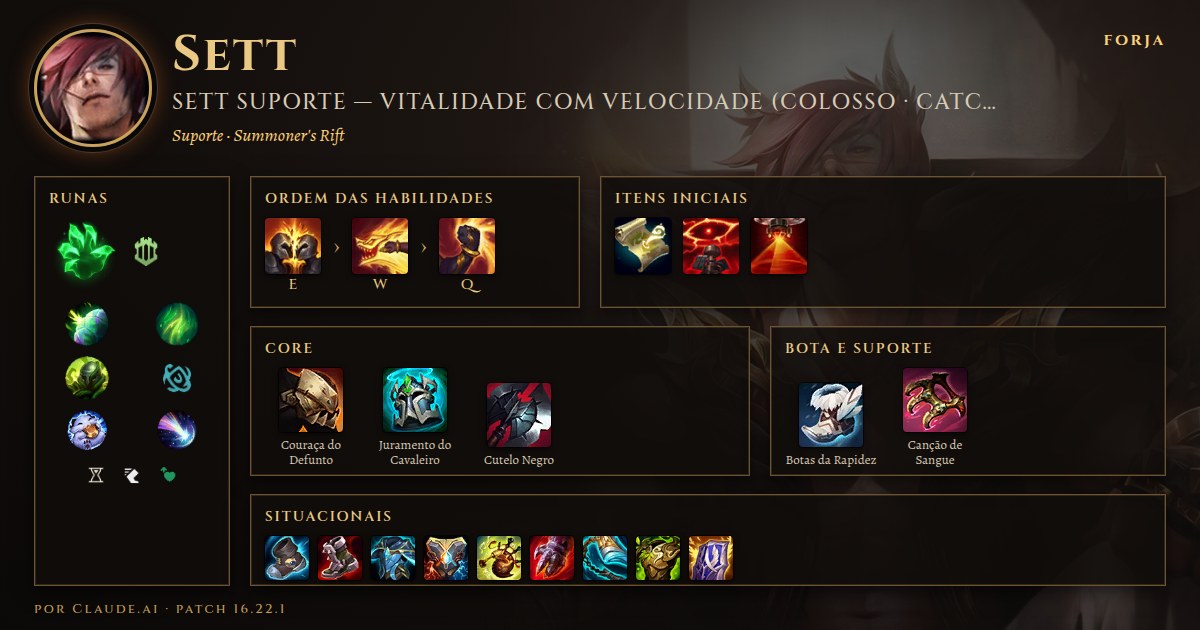 Sett
FORJA
SETT SUPORTE — VITALIDADE COM VELOCIDADE (COLOSSO · CATC...
Suporte · Summoner's Rift
RUNAS
ORDEM DAS HABILIDADES
E › W › Q
ITENS INICIAIS
CORE
Couraça do Defunto
Juramento do Cavaleiro
Cutelo Negro
BOTA E SUPORTE
Botas da Rapidez
Canção de Sangue
SITUACIONAIS
POR CLAUDE.AI · PATCH 16.22.1